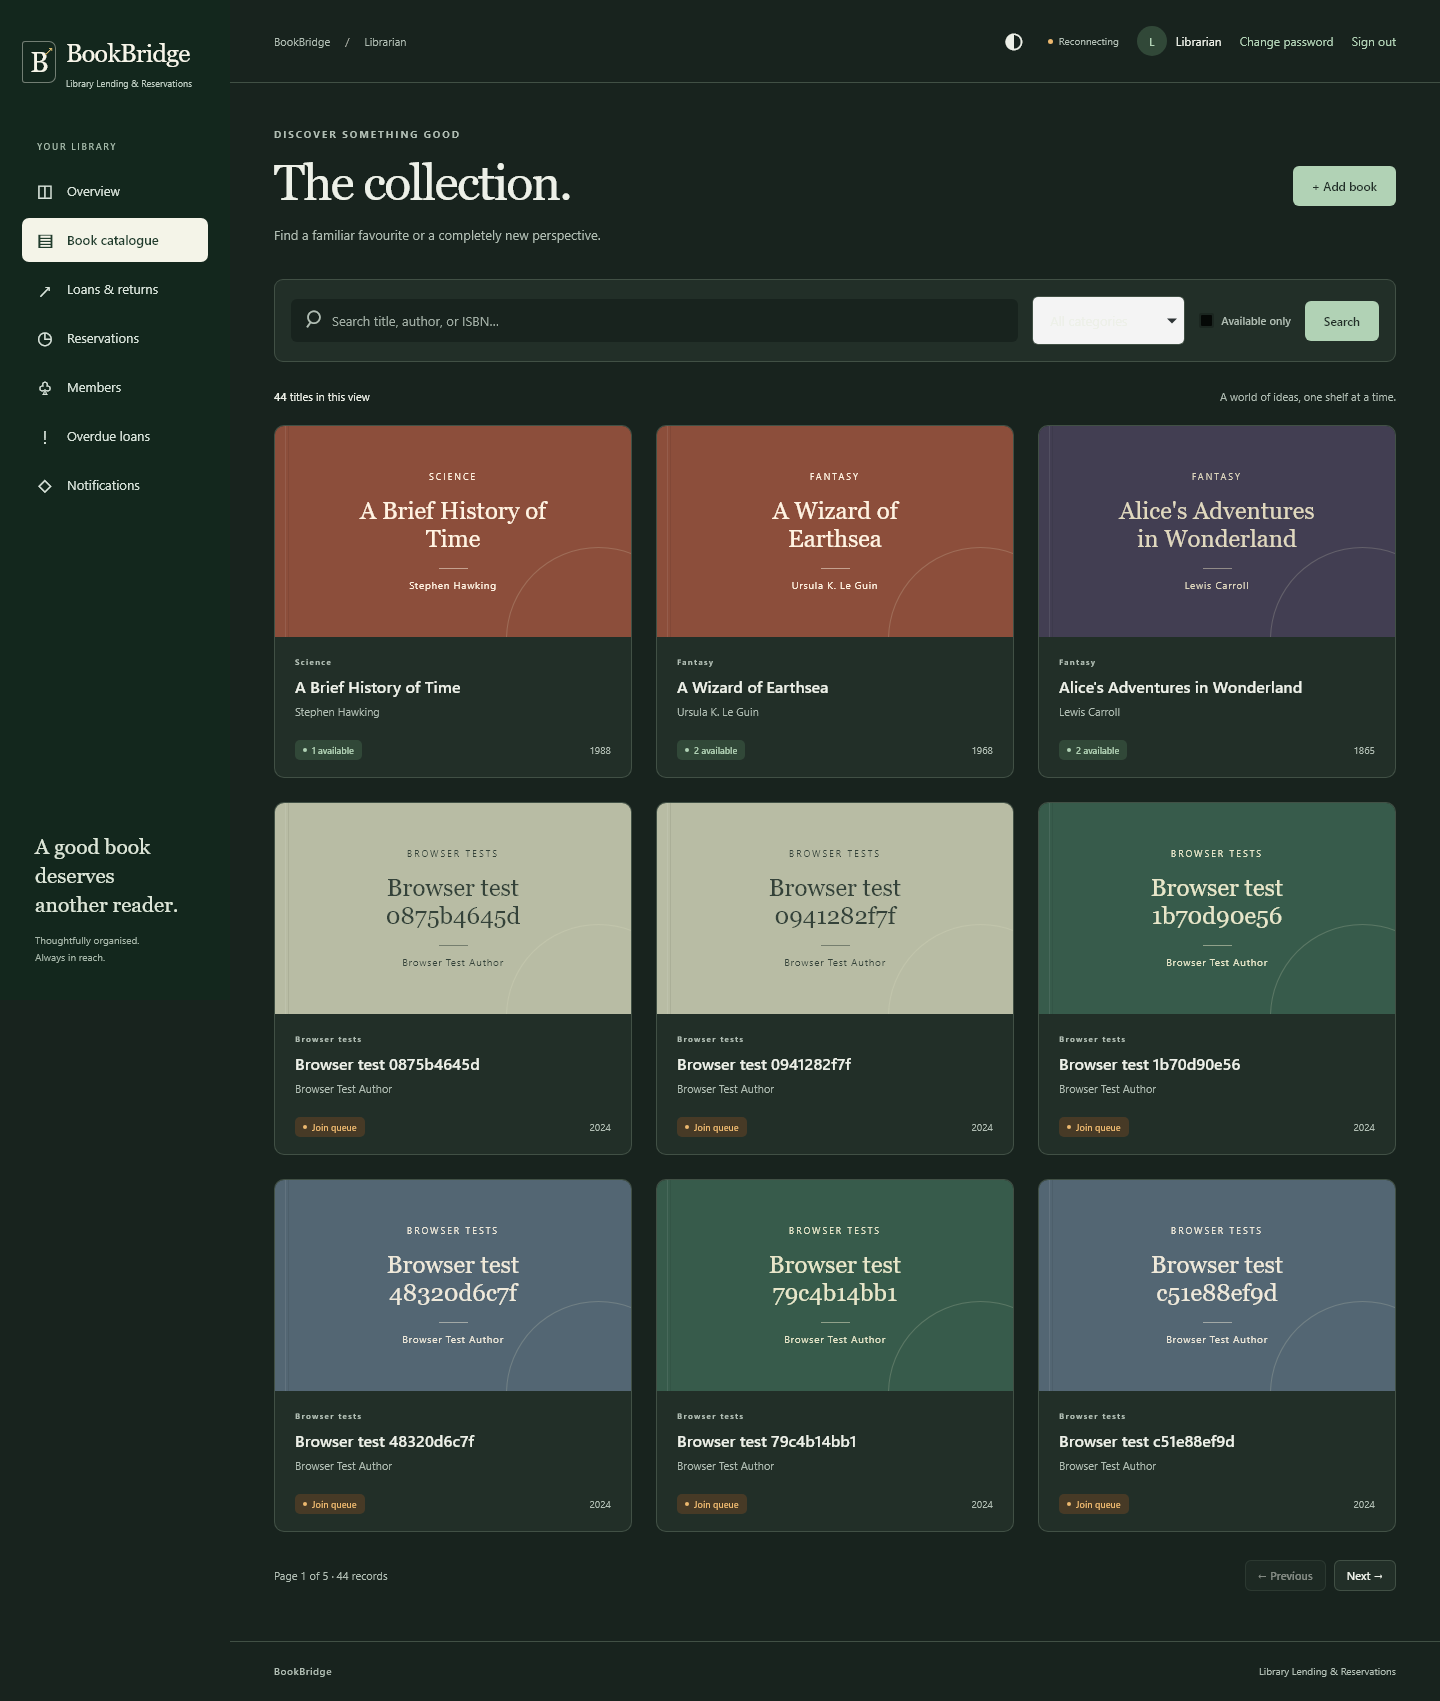 B
BookBridge
Library Lending & Reservations
YOUR LIBRARY
Overview
Book catalogue
Loans & returns
Reservations
Members
Overdue loans
Notifications
A good book
deserves
another reader.
Thoughtfully organised.
Always in reach.
BookBridge / Librarian
Reconnecting
L
Librarian
Change password
Sign out
DISCOVER SOMETHING GOOD
The collection.
+ Add book
Find a familiar favourite or a completely new perspective.
Search title, author, or ISBN...
All categories
Available only
Search
44 titles in this view
A world of ideas, one shelf at a time.
SCIENCE
A Brief History of
Time
Stephen Hawking
Science
A Brief History of Time
Stephen Hawking
1 available
1988
FANTASY
A Wizard of
Earthsea
Ursula K. Le Guin
Fantasy
A Wizard of Earthsea
Ursula K. Le Guin
2 available
1968
FANTASY
Alice's Adventures
in Wonderland
Lewis Carroll
Fantasy
Alice's Adventures in Wonderland
Lewis Carroll
2 available
1865
BROWSER TESTS
Browser test
0875b4645d
Browser Test Author
Browser tests
Browser test 0875b4645d
Browser Test Author
Join queue
2024
BROWSER TESTS
Browser test
0941282f7f
Browser Test Author
Browser tests
Browser test 0941282f7f
Browser Test Author
Join queue
2024
BROWSER TESTS
Browser test
1b70d90e56
Browser Test Author
Browser tests
Browser test 1b70d90e56
Browser Test Author
Join queue
2024
BROWSER TESTS
Browser test
48320d6c7f
Browser Test Author
Browser tests
Browser test 48320d6c7f
Browser Test Author
Join queue
2024
BROWSER TESTS
Browser test
79c4b14bb1
Browser Test Author
Browser tests
Browser test 79c4b14bb1
Browser Test Author
Join queue
2024
BROWSER TESTS
Browser test
c51e88ef9d
Browser Test Author
Browser tests
Browser test c51e88ef9d
Browser Test Author
Join queue
2024
Page 1 of 5 · 44 records
← Previous
Next →
BookBridge
Library Lending & Reservations